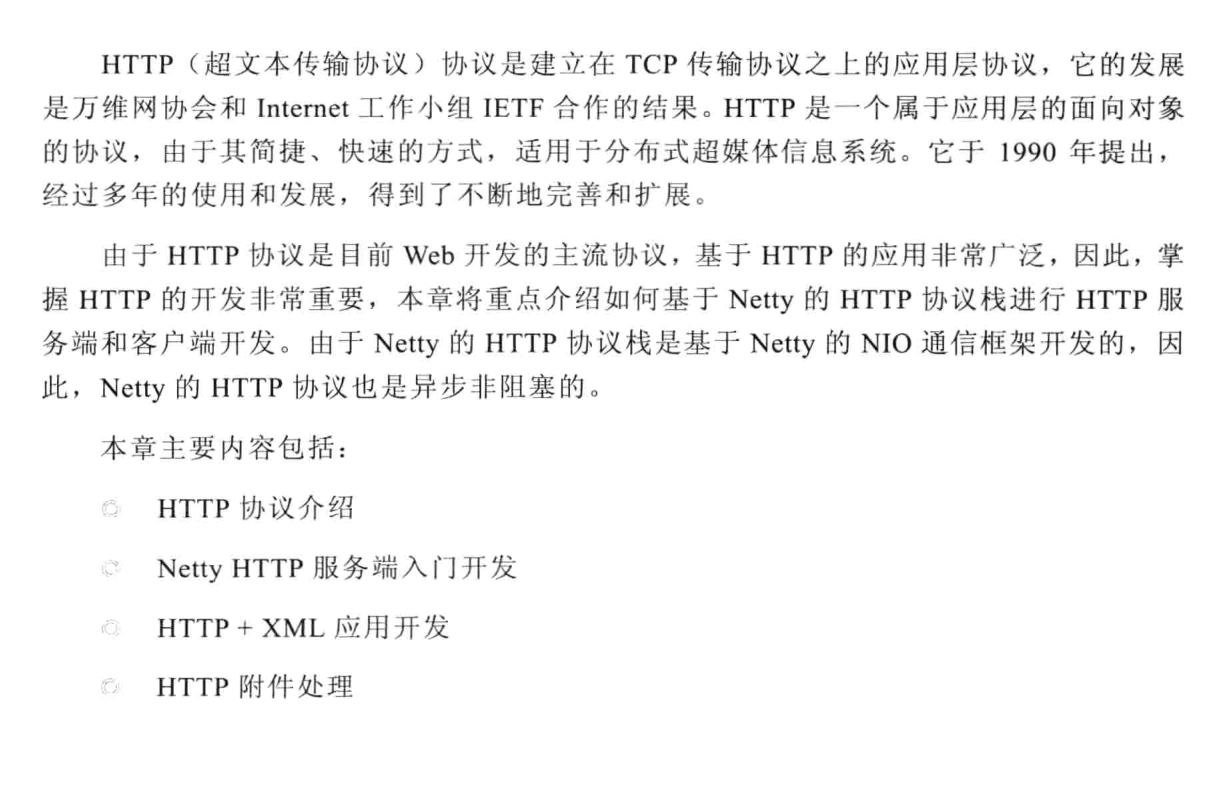 HTTP（超文本传输协议）协议是建立在 TCP 传输协议之上的应用层协议，它的发展
是万维网协会和 Internet 工作小组 IETF 合作的结果。HTTP 是一个属于应用层的面向对象
的协议，由于其简捷、快速的方式，适用于分布式超媒体信息系统。它于 1990 年提出，
经过多年的使用和发展，得到了不断地完善和扩展。
由于 HTTP 协议是目前 Web 开发的主流协议，基于 HTTP 的应用非常广泛，因此，掌
握 HTTP 的开发非常重要，本章将重点介绍如何基于 Netty 的 HTTP 协议栈进行 HTTP 服
务端和客户端开发。由于 Netty 的 HTTP 协议栈是基于 Netty 的 NIO 通信框架开发的，因
此，Netty 的 HTTP 协议也是异步非阻塞的。
本章主要内容包括：
HTTP 协议介绍
Netty HTTP 服务端入门开发
HTTP + XML 应用开发
HTTP 附件处理